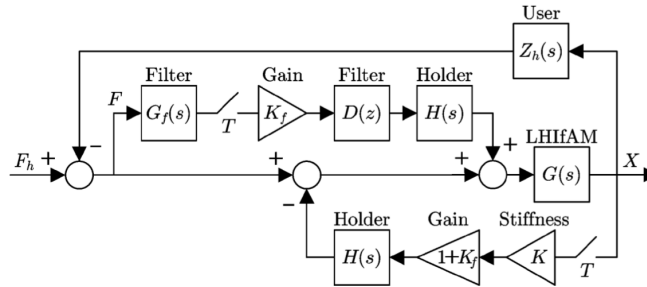 User
Z_h(s)
Filter
Gain
Filter
Holder
F
G_f(s)
T
K_f
D(z)
H(s)
−
+
LHIfAM
F_h
+
+
+
G(s)
X
−
Holder
Gain
Stiffness
H(s)
1+K_f
K
T